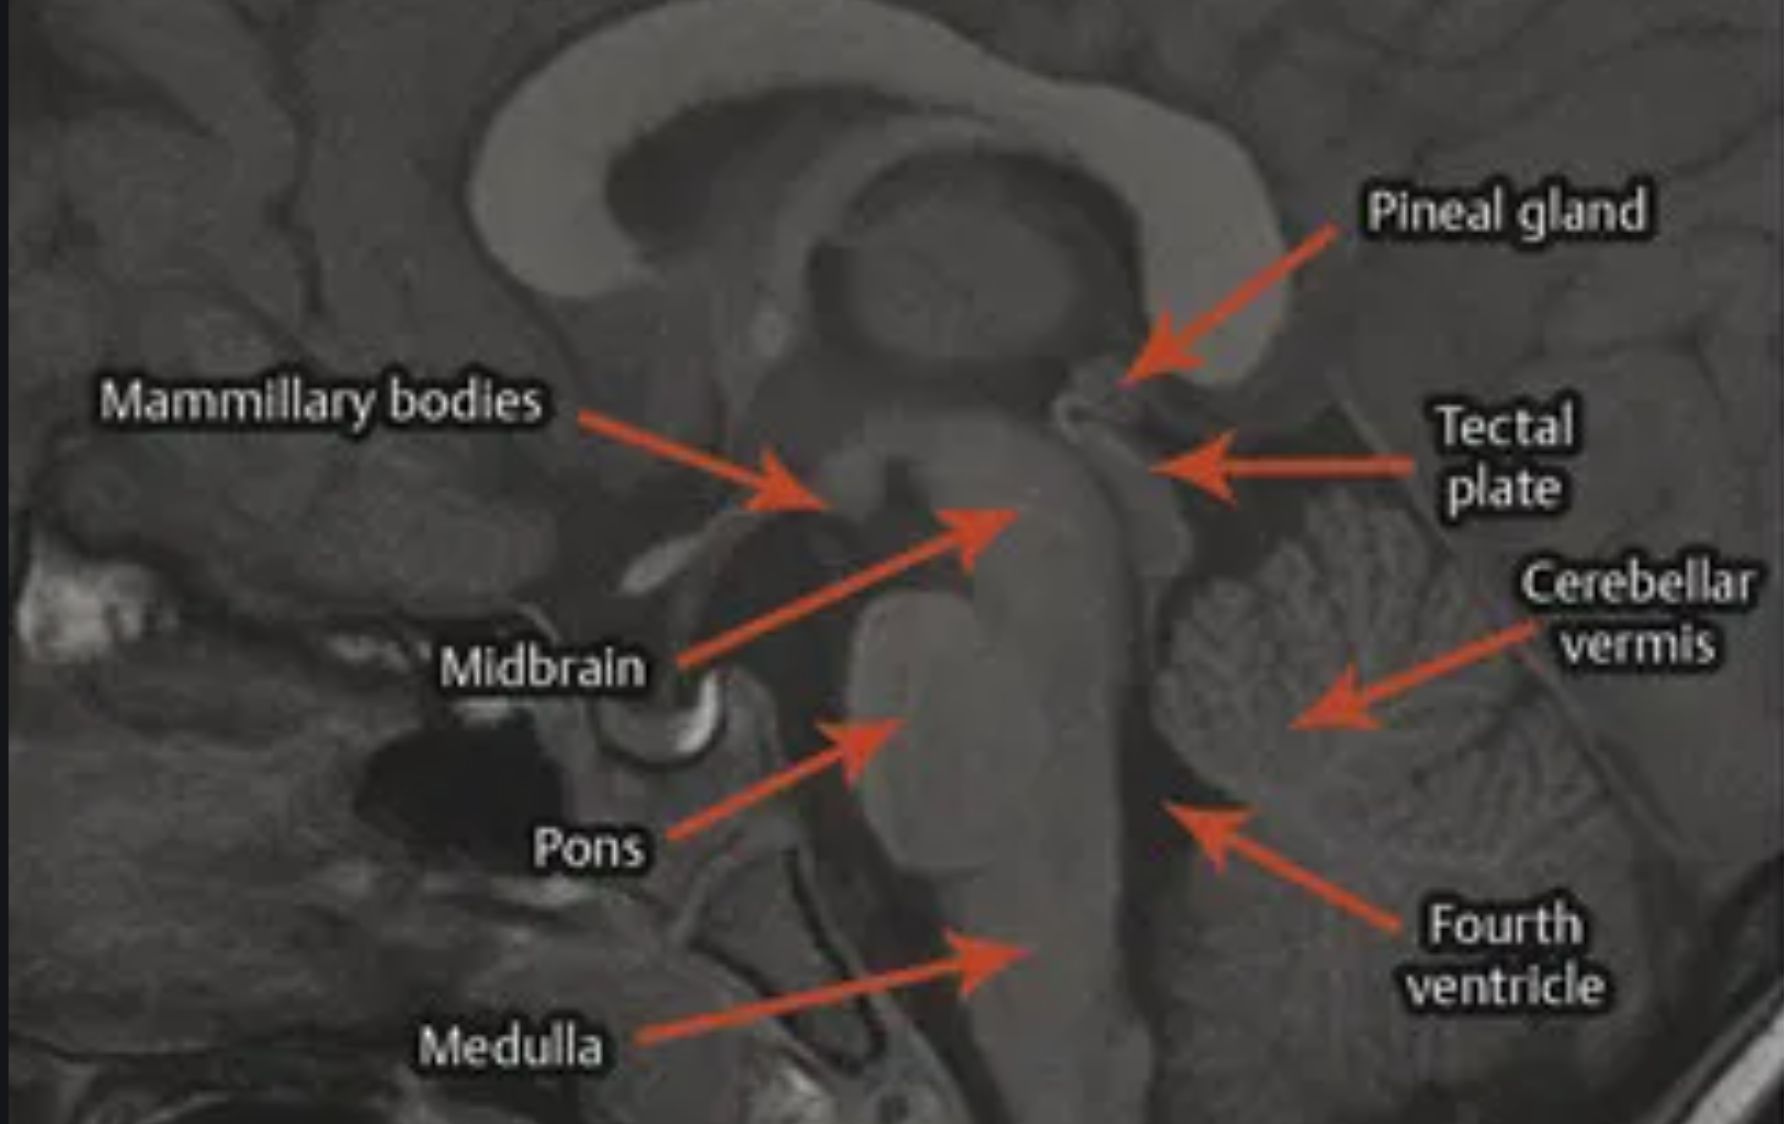 Pineal gland
Mammillary bodies
Tectal
plate
Cerebellar
vermis
Midbrain
Pons
Fourth
ventricle
Medulla